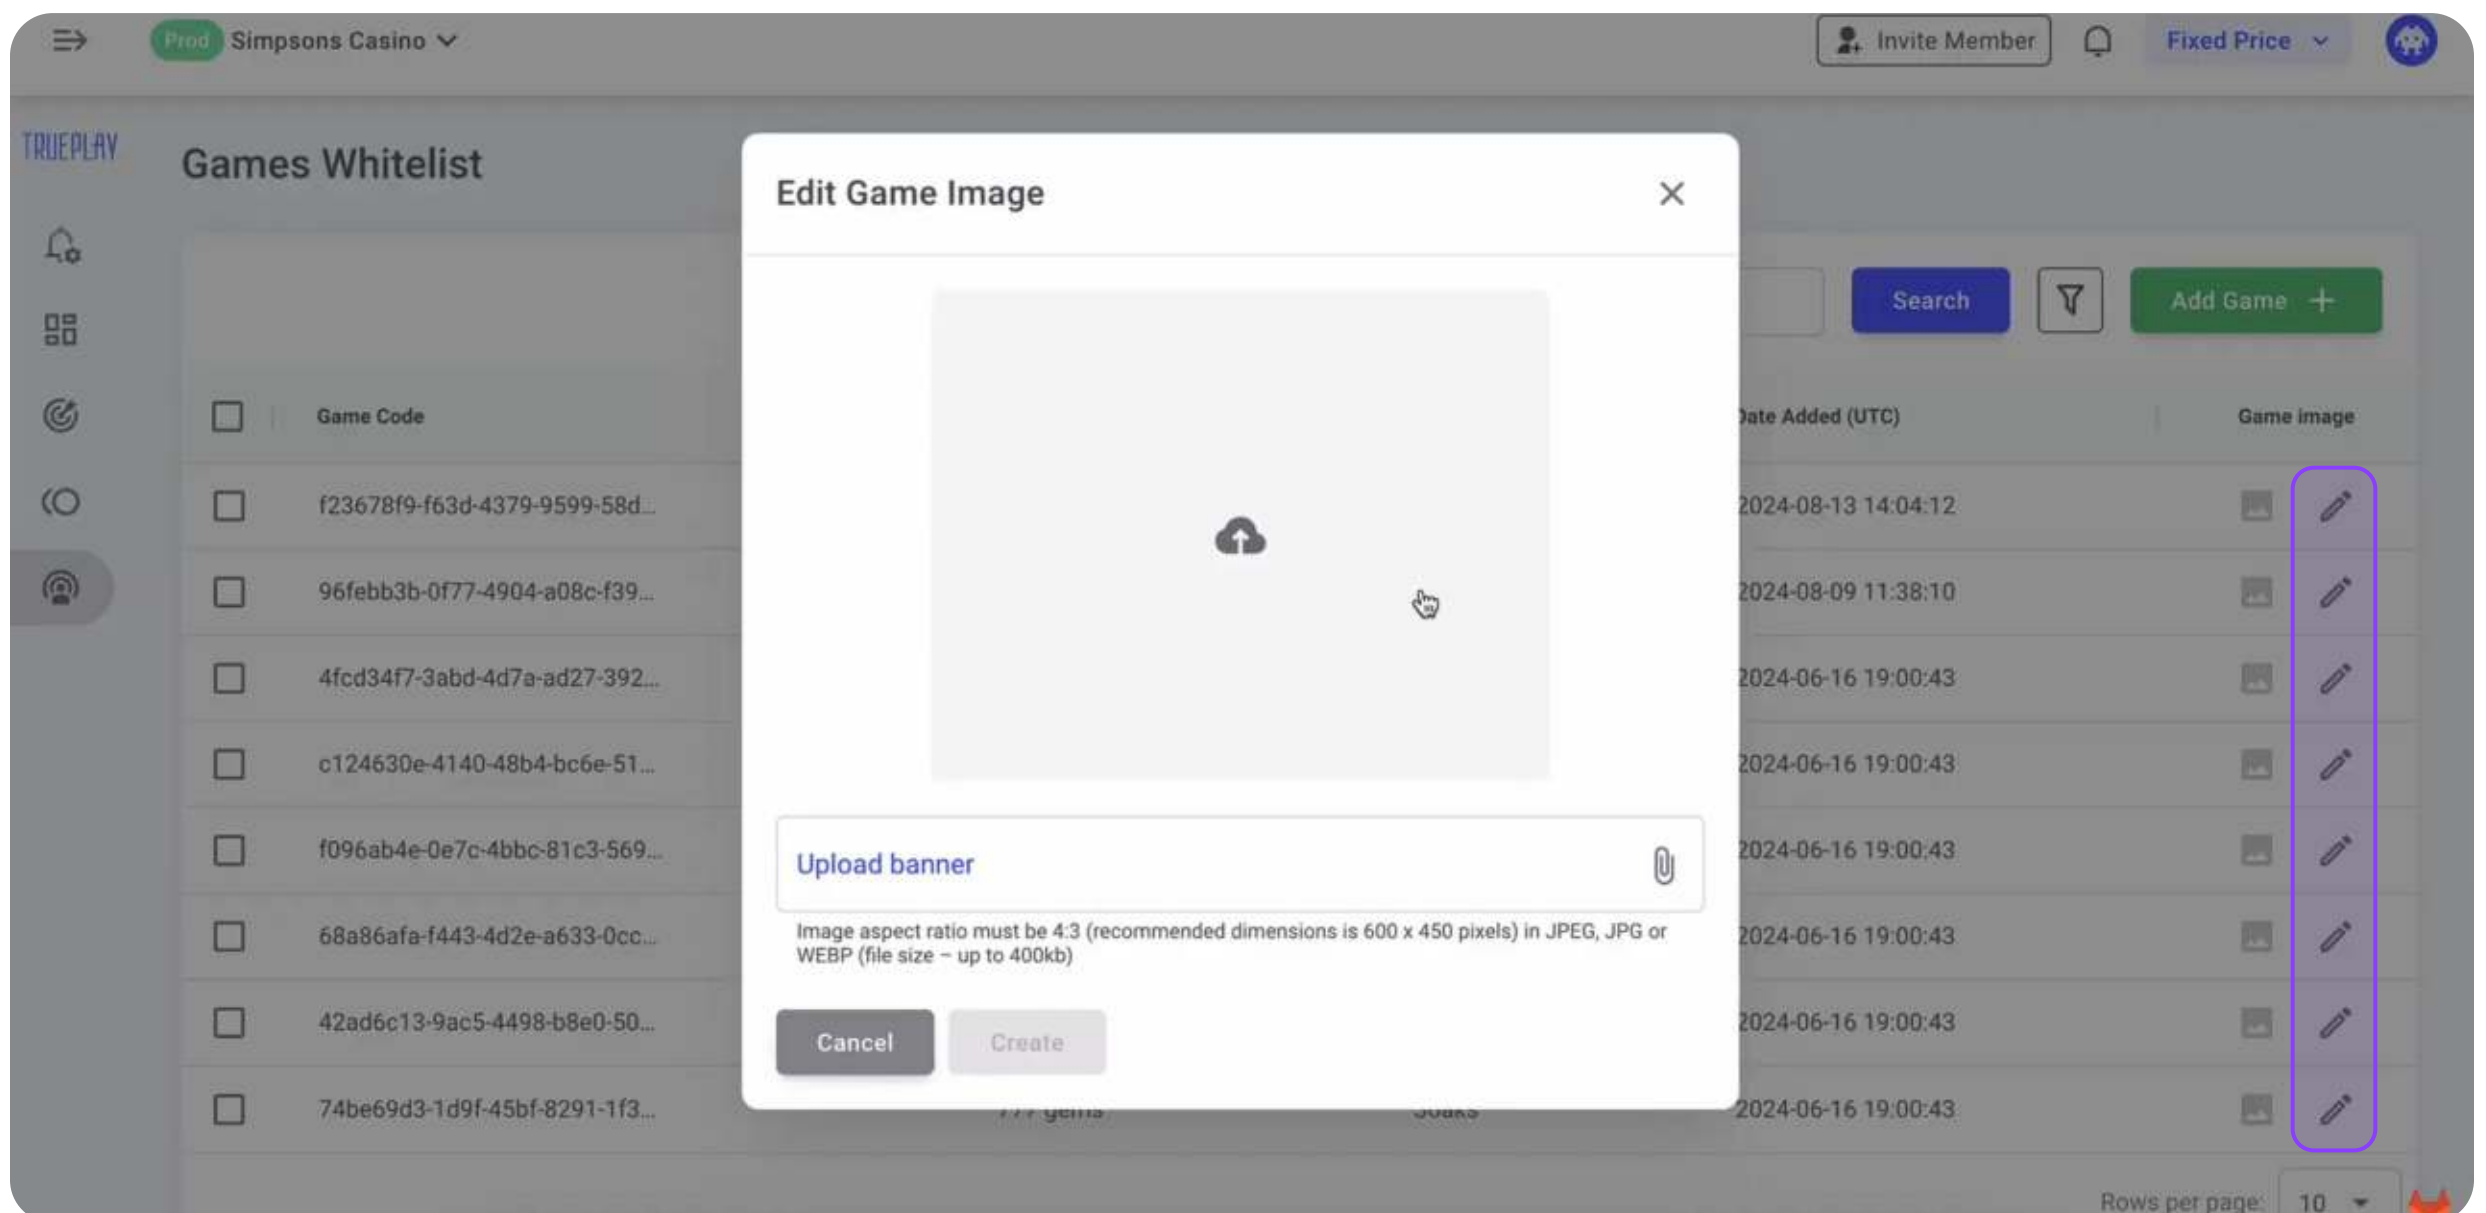 Prod Simpsons Casino
Invite Member
Fixed Price
TRUEPLAY
Games Whitelist
Edit Game Image
Search
Add Game
Game Code
Date Added (UTC)
Game image
f23678f9-f63d-4379-9599-58d...
2024-08-13 14:04:12
96febb3b-0f77-4904-a08c-f39...
2024-08-09 11:38:10
4fcd34f7-3abd-4d7a-ad27-392...
2024-06-16 19:00:43
c124630e-4140-48b4-bc6e-51...
2024-06-16 19:00:43
f096ab4e-0e7c-4bbc-81c3-569...
2024-06-16 19:00:43
Upload banner
Image aspect ratio must be 4:3 (recommended dimensions is 600 x 450 pixels) in JPEG, JPG or
WEBP (file size – up to 400kb)
68a86afa-f443-4d2e-a633-0cc...
2024-06-16 19:00:43
42ad6c13-9ac5-4498-b8e0-50...
2024-06-16 19:00:43
Cancel
Create
74be69d3-1d9f-45bf-8291-1f3...
777 gems
3oaks
2024-06-16 19:00:43
Rows per page:
10